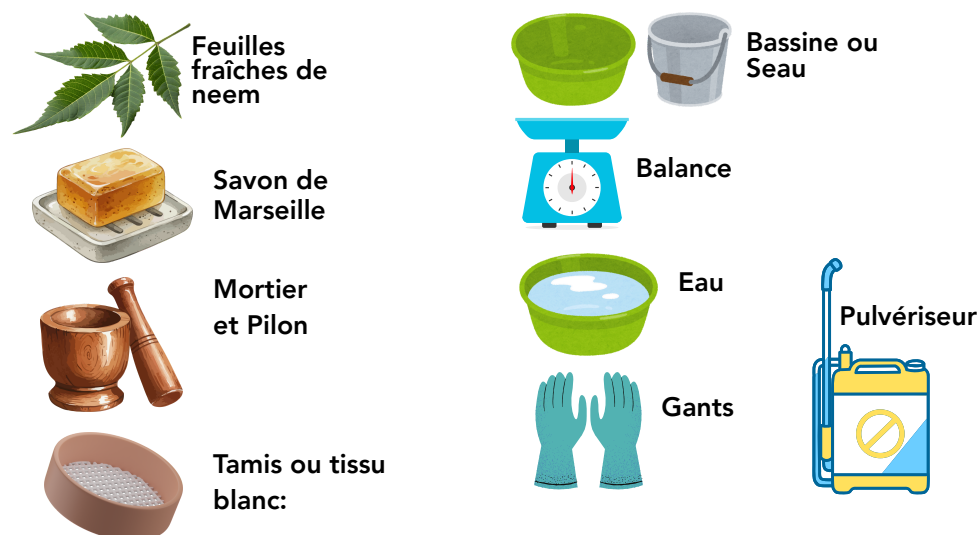 Feuilles
fraîches de
neem
Savon de
Marseille
Mortier
et Pilon
Tamis ou tissu
blanc:
Bassine ou
Seau
Balance
Eau
Gants
Pulvériseur